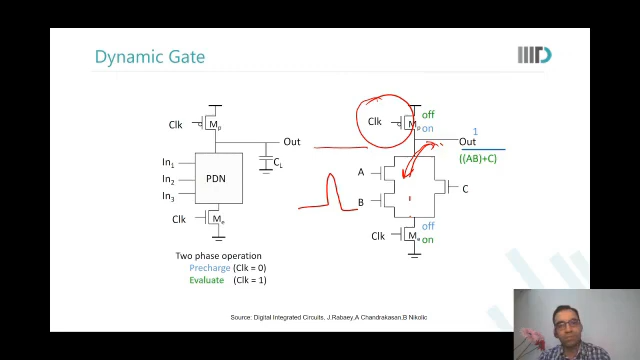 Dynamic Gate
Clk
Mp
Out
CL
In1
In2
In3
PDN
Clk
Me
Clk
Mp
off
on
1
Out
((AB)+C)
A
B
C
Clk
Me
off
on
Two phase operation
Precharge (Clk = 0)
Evaluate (Clk = 1)
Source: Digital Integrated Circuits, J.Rabaey,A Chandrakasan,B Nikolic